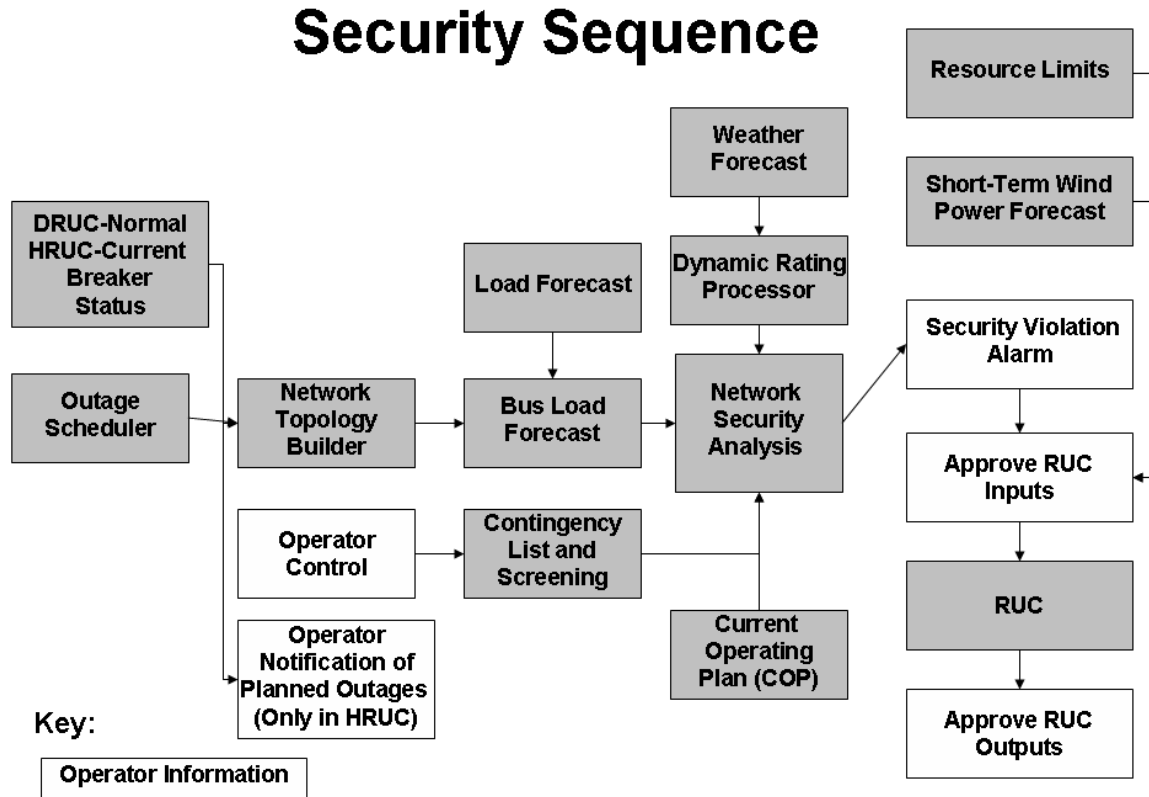 Security Sequence
Resource Limits
Weather
Forecast
Short-Term Wind
Power Forecast
DRUC-Normal
HRUC-Current
Breaker
Status
Load Forecast
Dynamic Rating
Processor
Security Violation
Alarm
Outage
Scheduler
Network
Topology
Builder
Bus Load
Forecast
Network
Security
Analysis
Approve RUC
Inputs
Operator
Control
Contingency
List and
Screening
RUC
Operator
Notification of
Planned Outages
(Only in HRUC)
Current
Operating
Plan (COP)
Approve RUC
Outputs
Key:
Operator Information